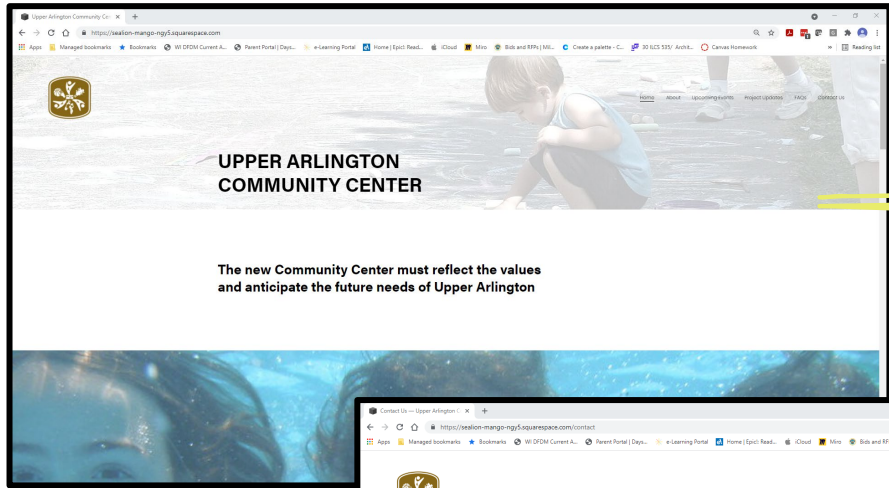 Upper Arlington Community Cen
https://sealion-mango-ngy5.squarespace.com
Apps Managed bookmarks Bookmarks WI DFDM Current A... Parent Portal | Days... e-Learning Portal Home | Epic!: Read... iCloud Miro Bids and RFPs | Mil... Create a palette - C... 30 ILCS 535/ Archit... Canvas Homework » Reading list
Home About Upcoming Events Project Updates FAQs Contact Us
UPPER ARLINGTON
COMMUNITY CENTER
The new Community Center must reflect the values
and anticipate the future needs of Upper Arlington
Contact Us — Upper Arlington C
https://sealion-mango-ngy5.squarespace.com/contact
Apps Managed bookmarks Bookmarks WI DFDM Current A... Parent Portal | Days... e-Learning Portal Home | Epic!: Read... iCloud Miro Bids and RF